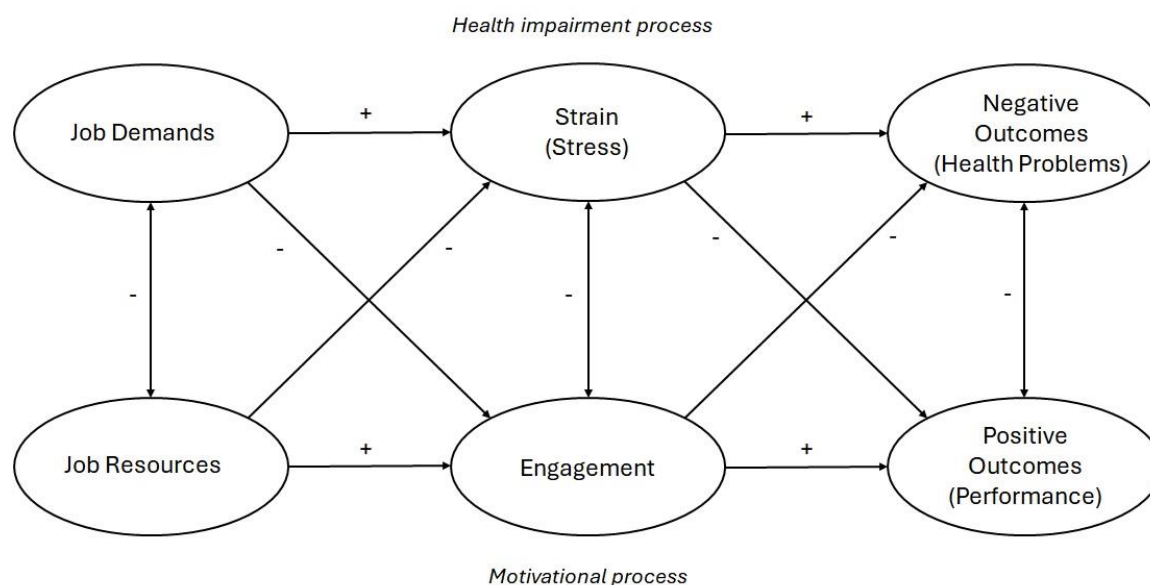 Health impairment process
Job Demands
+
Strain
(Stress)
+
Negative
Outcomes
(Health Problems)
-
-
-
-
-
-
-
Job Resources
+
Engagement
+
Positive
Outcomes
(Performance)
Motivational process